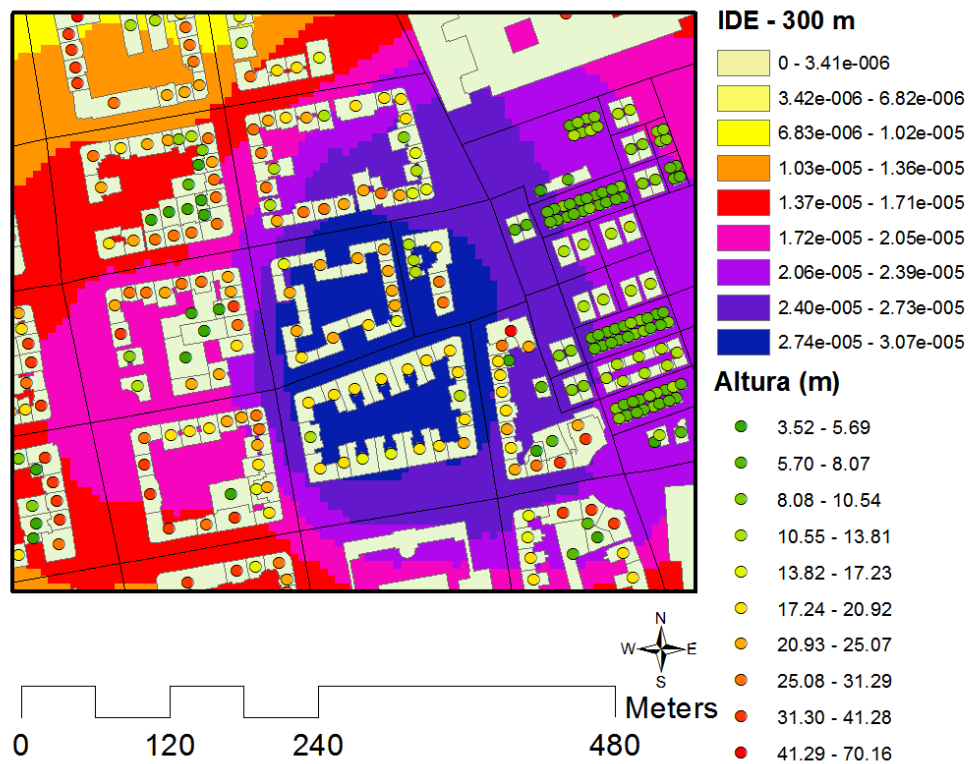 IDE - 300 m
0 - 3.41e-006
3.42e-006 - 6.82e-006
6.83e-006 - 1.02e-005
1.03e-005 - 1.36e-005
1.37e-005 - 1.71e-005
1.72e-005 - 2.05e-005
2.06e-005 - 2.39e-005
2.40e-005 - 2.73e-005
2.74e-005 - 3.07e-005
Altura (m)
3.52 - 5.69
5.70 - 8.07
8.08 - 10.54
10.55 - 13.81
13.82 - 17.23
17.24 - 20.92
20.93 - 25.07
25.08 - 31.29
31.30 - 41.28
41.29 - 70.16
N
W E
S
Meters
0 120 240 480